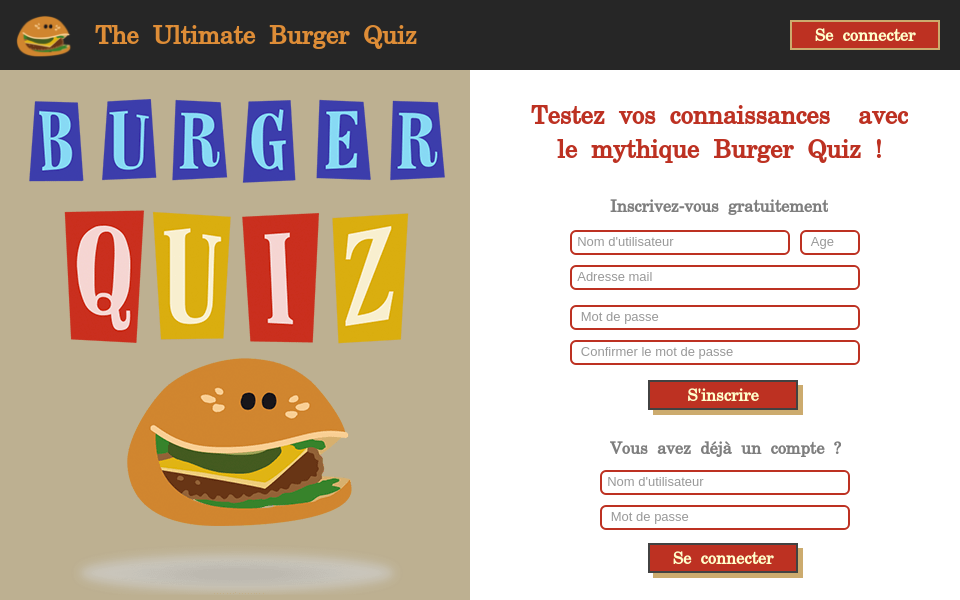 The Ultimate Burger Quiz
Se connecter
BURGER
QUIZ
Testez vos connaissances avec
le mythique Burger Quiz !
Inscrivez-vous gratuitement
Nom d'utilisateur
Age
Adresse mail
Mot de passe
Confirmer le mot de passe
S'inscrire
Vous avez déjà un compte ?
Nom d'utilisateur
Mot de passe
Se connecter